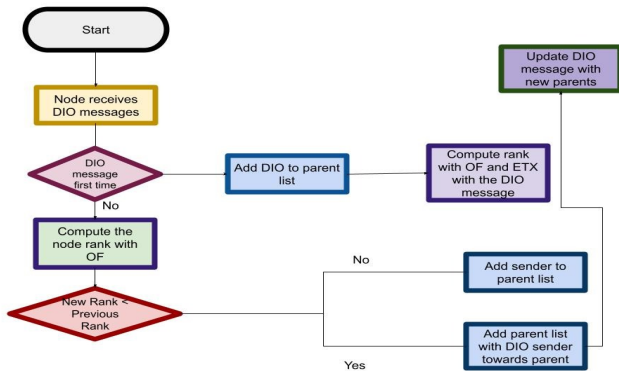 Start
Node receives
DIO messages
DIO
message
first time
Add DIO to parent
list
Compute rank
with OF and ETX
with the DIO
message
Update DIO
message with
new parents
No
Compute the
node rank with
OF
New Rank <
Previous
Rank
No
Add sender to
parent list
Yes
Add parent list
with DIO sender
towards parent